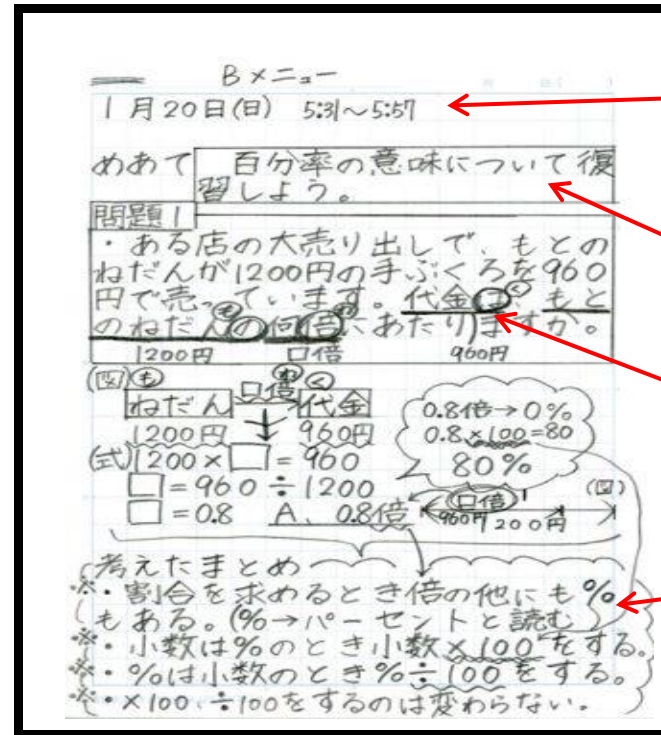 Bメニュー
1月20日(日) 5:31～5:57
めあて 百分率の意味について復
習しよう。
問題1
・ある店の大売り出しで、もとの
ねだんが1200円の手ぶくろを960
円で売っています。代金は、もと
のねだんの何倍にあたりますか。
1200円 □倍 960円
(図) も □倍 わ く
ねだん 代金
1200円 960円
(式) 1200×□=960
□=960÷1200
□=0.8 A、0.8倍
0.8倍→0%
0.8×100=80
80%
□倍 (図)
960円 1200円
考えたまとめ
※・割合を求めるとき倍の他にも%
もある。(%→パーセントと読む
※・小数は%のとき小数×100をする。
※・%は小数のとき%÷100をする。
※・×100、÷100をするのは変わらない。